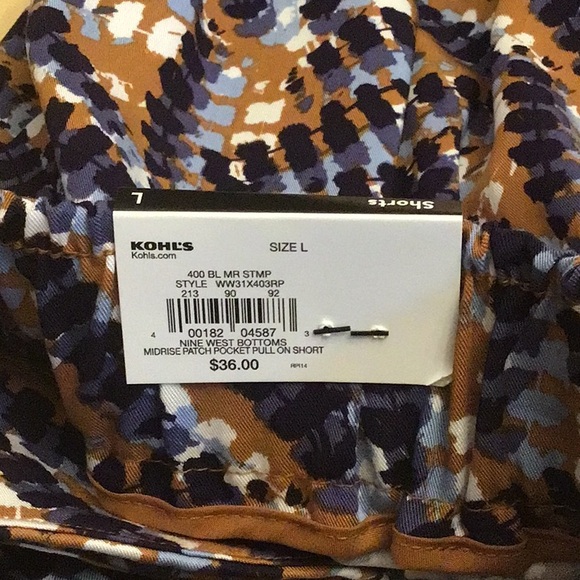 L Shorts
KOHL'S SIZE L
Kohls.com
400 BL MR STMP
STYLE WW31X403RP
213 90 92
4 00182 04587 3
NINE WEST BOTTOMS
MIDRISE PATCH POCKET PULL ON SHORT
$36.00 RPI14